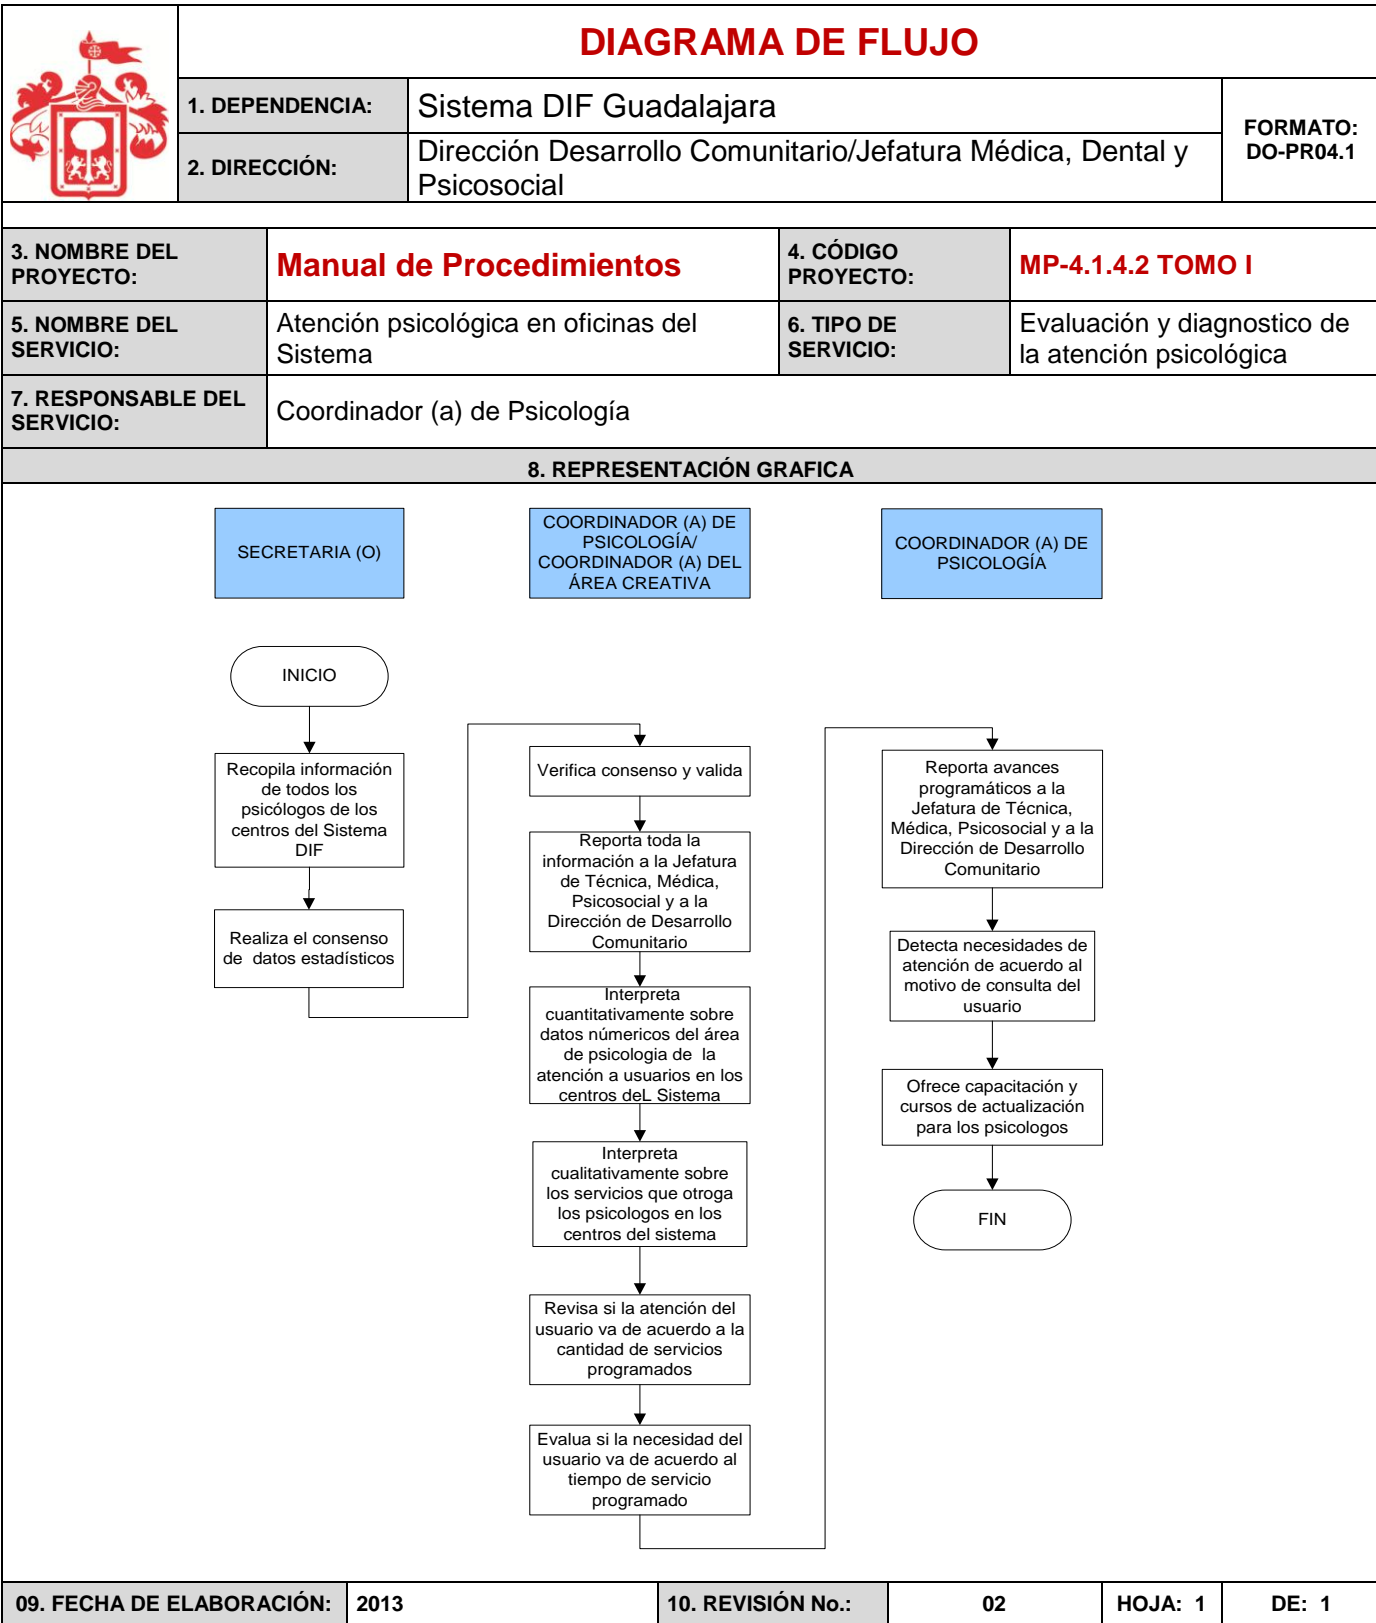 DIAGRAMA DE FLUJO
1. DEPENDENCIA:
Sistema DIF Guadalajara
FORMATO:
DO-PR04.1
2. DIRECCIÓN:
Dirección Desarrollo Comunitario/Jefatura Médica, Dental y
Psicosocial
3. NOMBRE DEL
PROYECTO:
Manual de Procedimientos
4. CÓDIGO
PROYECTO:
MP-4.1.4.2 TOMO I
5. NOMBRE DEL
SERVICIO:
Atención psicológica en oficinas del
Sistema
6. TIPO DE
SERVICIO:
Evaluación y diagnostico de
la atención psicológica
7. RESPONSABLE DEL
SERVICIO:
Coordinador (a) de Psicología
8. REPRESENTACIÓN GRAFICA
SECRETARIA (O)
COORDINADOR (A) DE
PSICOLOGÍA/
COORDINADOR (A) DEL
ÁREA CREATIVA
COORDINADOR (A) DE
PSICOLOGÍA
INICIO
Recopila información
de todos los
psicólogos de los
centros del Sistema
DIF
Realiza el consenso
de  datos estadísticos
Verifica consenso y valida
Reporta toda la
información a la Jefatura
de Técnica, Médica,
Psicosocial y a la
Dirección de Desarrollo
Comunitario
Interpreta
cuantitativamente sobre
datos númericos del área
de psicologia de  la
atención a usuarios en los
centros deL Sistema
Interpreta
cualitativamente sobre
los servicios que otroga
los psicologos en los
centros del sistema
Revisa si la atención del
usuario va de acuerdo a la
cantidad de servicios
programados
Evalua si la necesidad del
usuario va de acuerdo al
tiempo de servicio
programado
Reporta avances
programáticos a la
Jefatura de Técnica,
Médica, Psicosocial y a la
Dirección de Desarrollo
Comunitario
Detecta necesidades de
atención de acuerdo al
motivo de consulta del
usuario
Ofrece capacitación y
cursos de actualización
para los psicologos
FIN
09. FECHA DE ELABORACIÓN:
2013
10. REVISIÓN No.:
02
HOJA: 1
DE: 1